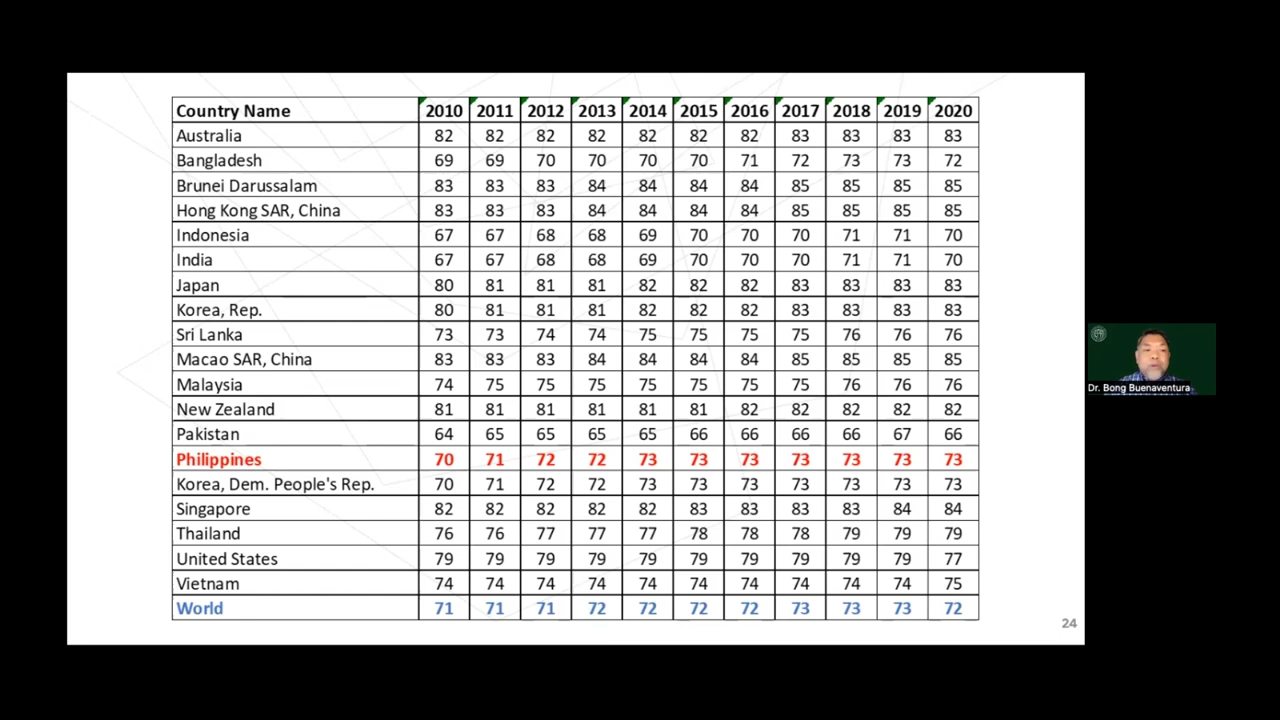 Country Name 2010 2011 2012 2013 2014 2015 2016 2017 2018 2019 2020
Australia 82 82 82 82 82 82 82 83 83 83 83
Bangladesh 69 69 70 70 70 70 71 72 73 73 72
Brunei Darussalam 83 83 83 84 84 84 84 85 85 85 85
Hong Kong SAR, China 83 83 83 84 84 84 84 85 85 85 85
Indonesia 67 67 68 68 69 70 70 70 71 71 70
India 67 67 68 68 69 70 70 70 71 71 70
Japan 80 81 81 81 82 82 82 83 83 83 83
Korea, Rep. 80 81 81 81 82 82 82 83 83 83 83
Sri Lanka 73 73 74 74 75 75 75 75 76 76 76
Macao SAR, China 83 83 83 84 84 84 84 85 85 85 85
Malaysia 74 75 75 75 75 75 75 75 76 76 76
New Zealand 81 81 81 81 81 81 82 82 82 82 82
Pakistan 64 65 65 65 65 66 66 66 66 67 66
Philippines 70 71 72 72 73 73 73 73 73 73 73
Korea, Dem. People's Rep. 70 71 72 72 73 73 73 73 73 73 73
Singapore 82 82 82 82 82 83 83 83 83 84 84
Thailand 76 76 77 77 77 78 78 78 79 79 79
United States 79 79 79 79 79 79 79 79 79 79 77
Vietnam 74 74 74 74 74 74 74 74 74 74 75
World 71 71 71 72 72 72 72 73 73 73 72
24
Dr. Bong Buenaventura